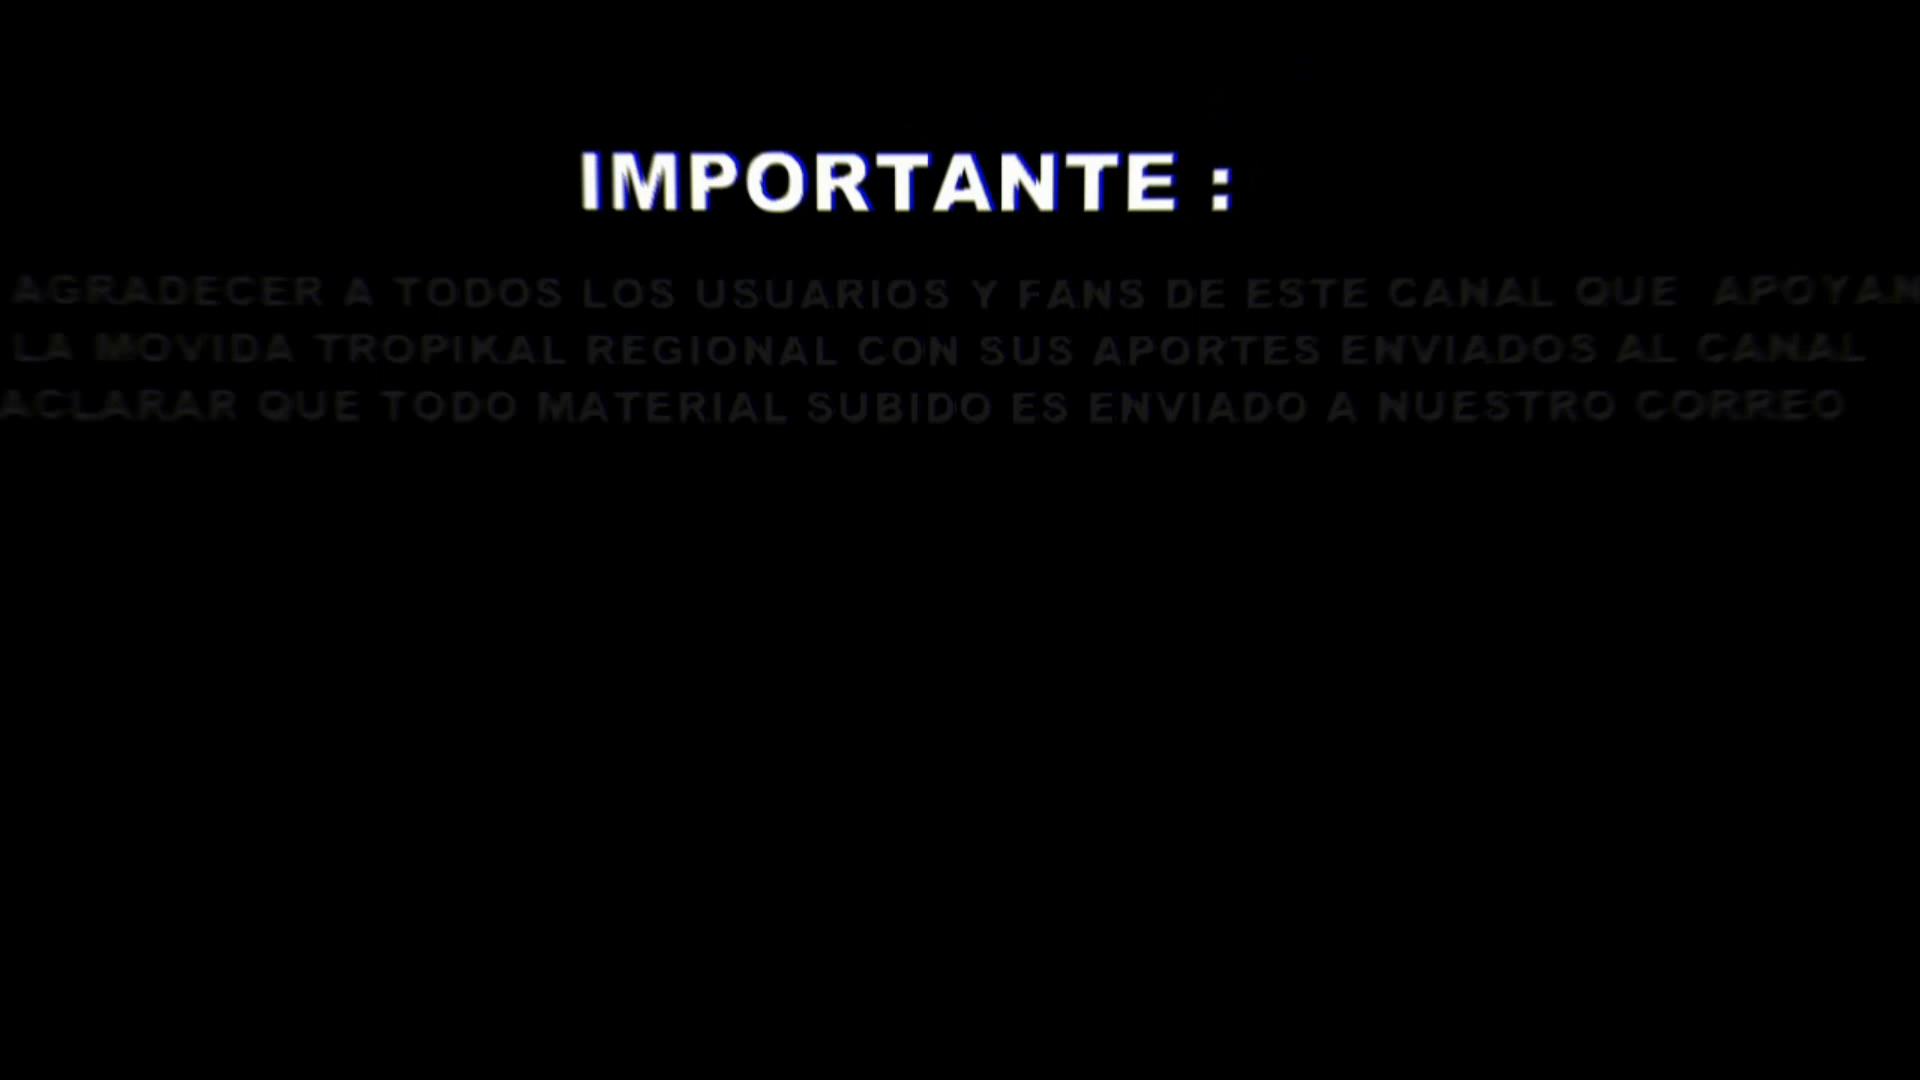 IMPORTANTE :
AGRADECER A TODOS LOS USUARIOS Y FANS DE ESTE CANAL QUE APOYAN
LA MOVIDA TROPIKAL REGIONAL CON SUS APORTES ENVIADOS AL CANAL
ACLARAR QUE TODO MATERIAL SUBIDO ES ENVIADO A NUESTRO CORREO